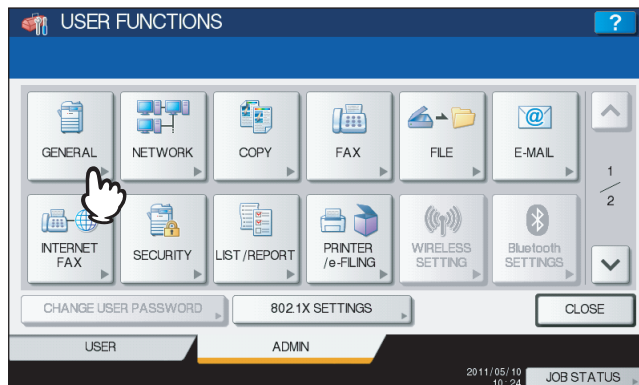 USER FUNCTIONS
?
GENERAL
NETWORK
COPY
FAX
FILE
@
E-MAIL
1
2
INTERNET
FAX
SECURITY
LIST/REPORT
PRINTER
/e-FILING
WIRELESS
SETTING
Bluetooth
SETTINGS
CHANGE USER PASSWORD
802.1X SETTINGS
CLOSE
USER
ADMIN
2011/05/10
10:24
JOB STATUS